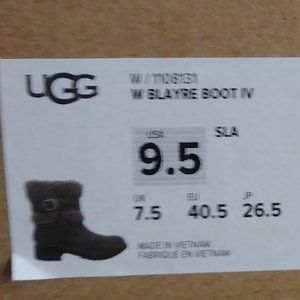 UGG
W / 1108131
W BLAYRE BOOT IV
USA
SLA
9.5
UK EU JP
7.5 40.5 26.5
MADE IN VIETNAM
FABRIQUÉ EN VIETNAM